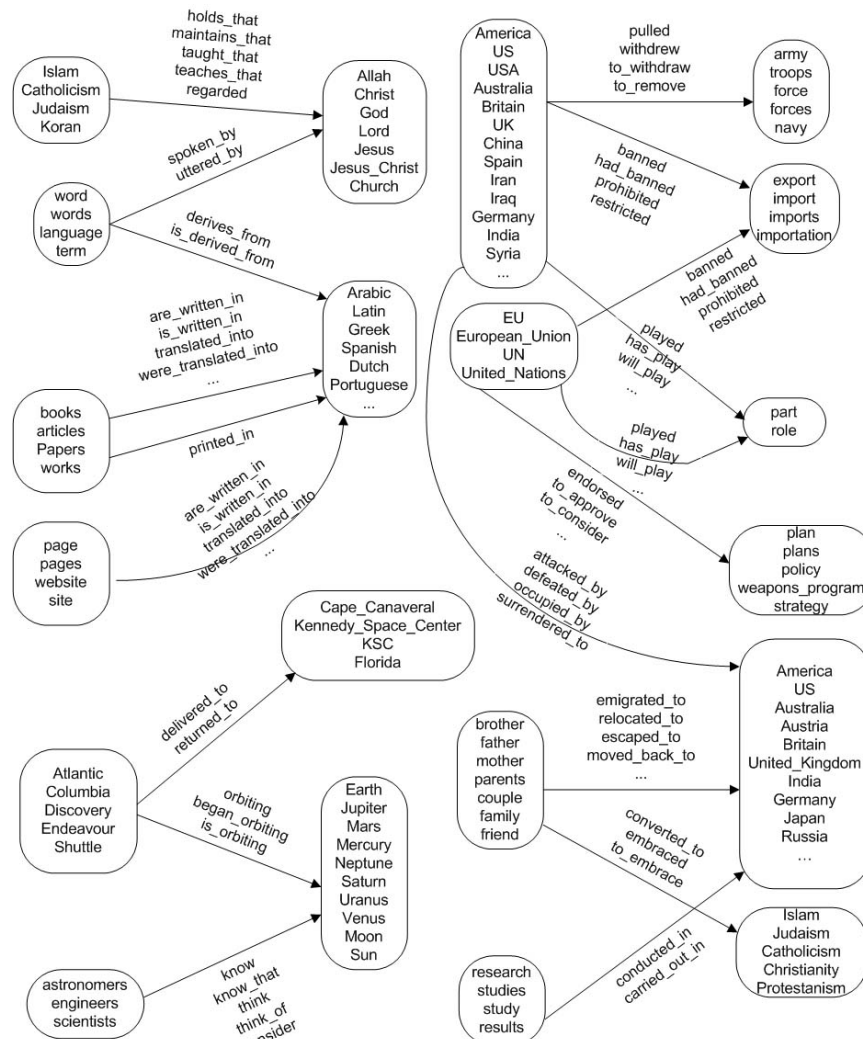 holds_that
maintains_that
taught_that
teaches_that
regarded
Islam
Catholicism
Judaism
Koran
Allah
Christ
God
Lord
Jesus
Jesus_Christ
Church
spoken_by
uttered_by
word
words
language
term
derives_from
is_derived_from
are_written_in
is_written_in
translated_into
were_translated_into
...
Arabic
Latin
Greek
Spanish
Dutch
Portuguese
...
books
articles
Papers
works
printed_in
are_written_in
is_written_in
translated_into
were_translated_into
...
page
pages
website
site
Cape_Canaveral
Kennedy_Space_Center
KSC
Florida
delivered_to
returned_to
Atlantic
Columbia
Discovery
Endeavour
Shuttle
orbiting
began_orbiting
is_orbiting
Earth
Jupiter
Mars
Mercury
Neptune
Saturn
Uranus
Venus
Moon
Sun
astronomers
engineers
scientists
know
know_that
think
think_of
America
US
USA
Australia
Britain
UK
China
Spain
Iran
Iraq
Germany
India
Syria
...
pulled
withdrew
to_withdraw
to_remove
army
troops
force
forces
navy
banned
had_banned
prohibited
restricted
export
import
imports
importation
banned
had_banned
prohibited
restricted
EU
European_Union
UN
United_Nations
played
has_play
will_play
...
part
role
played
has_play
will_play
...
endorsed
to_approve
to_consider
...
plan
plans
policy
weapons_program
strategy
attacked_by
defeated_by
occupied_by
surrendered_to
America
US
Australia
Austria
Britain
United_Kingdom
India
Germany
Japan
Russia
...
brother
father
mother
parents
couple
family
friend
emigrated_to
relocated_to
escaped_to
moved_back_to
...
converted_to
embraced
to_embrace
Islam
Judaism
Catholicism
Christianity
Protestanism
research
studies
study
results
conducted_in
carried_out_in